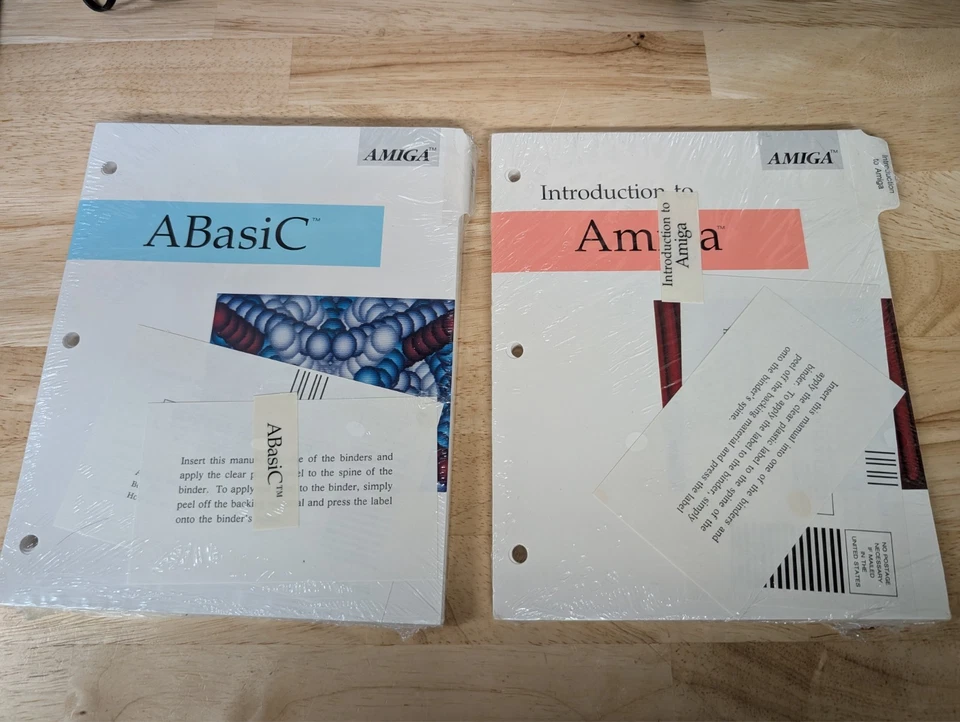 AMIGA™
ABasiC™
Insert this manu e of the binders and
apply the clear p el to the spine of the
binder. To apply to the binder, simply
peel off the backi al and press the label
onto the binder's
ABasiC™
AMIGA™
Introduction to
Amiga™
Introduction to
Amiga
Introduction
to Amiga
Insert this manual into one of the binders and
apply the clear plastic label to the spine of the
binder. To apply the label to the binder, simply
peel off the backing material and press the label
onto the binder's spine.
NO POSTAGE
NECESSARY
IF MAILED
IN THE
UNITED STATES